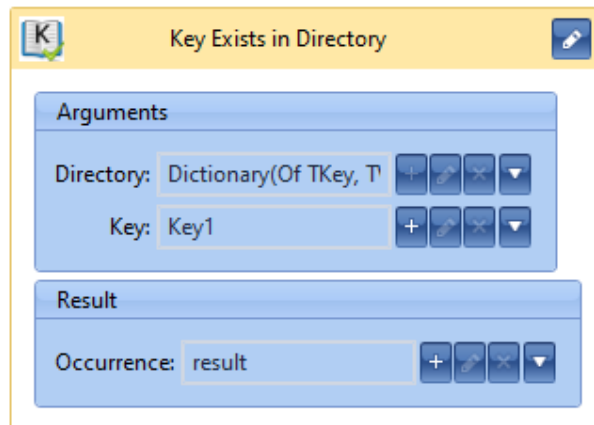 K
Key Exists in Directory
Arguments
Directory: Dictionary(Of TKey, T
Key: Key1
Result
Occurrence: result